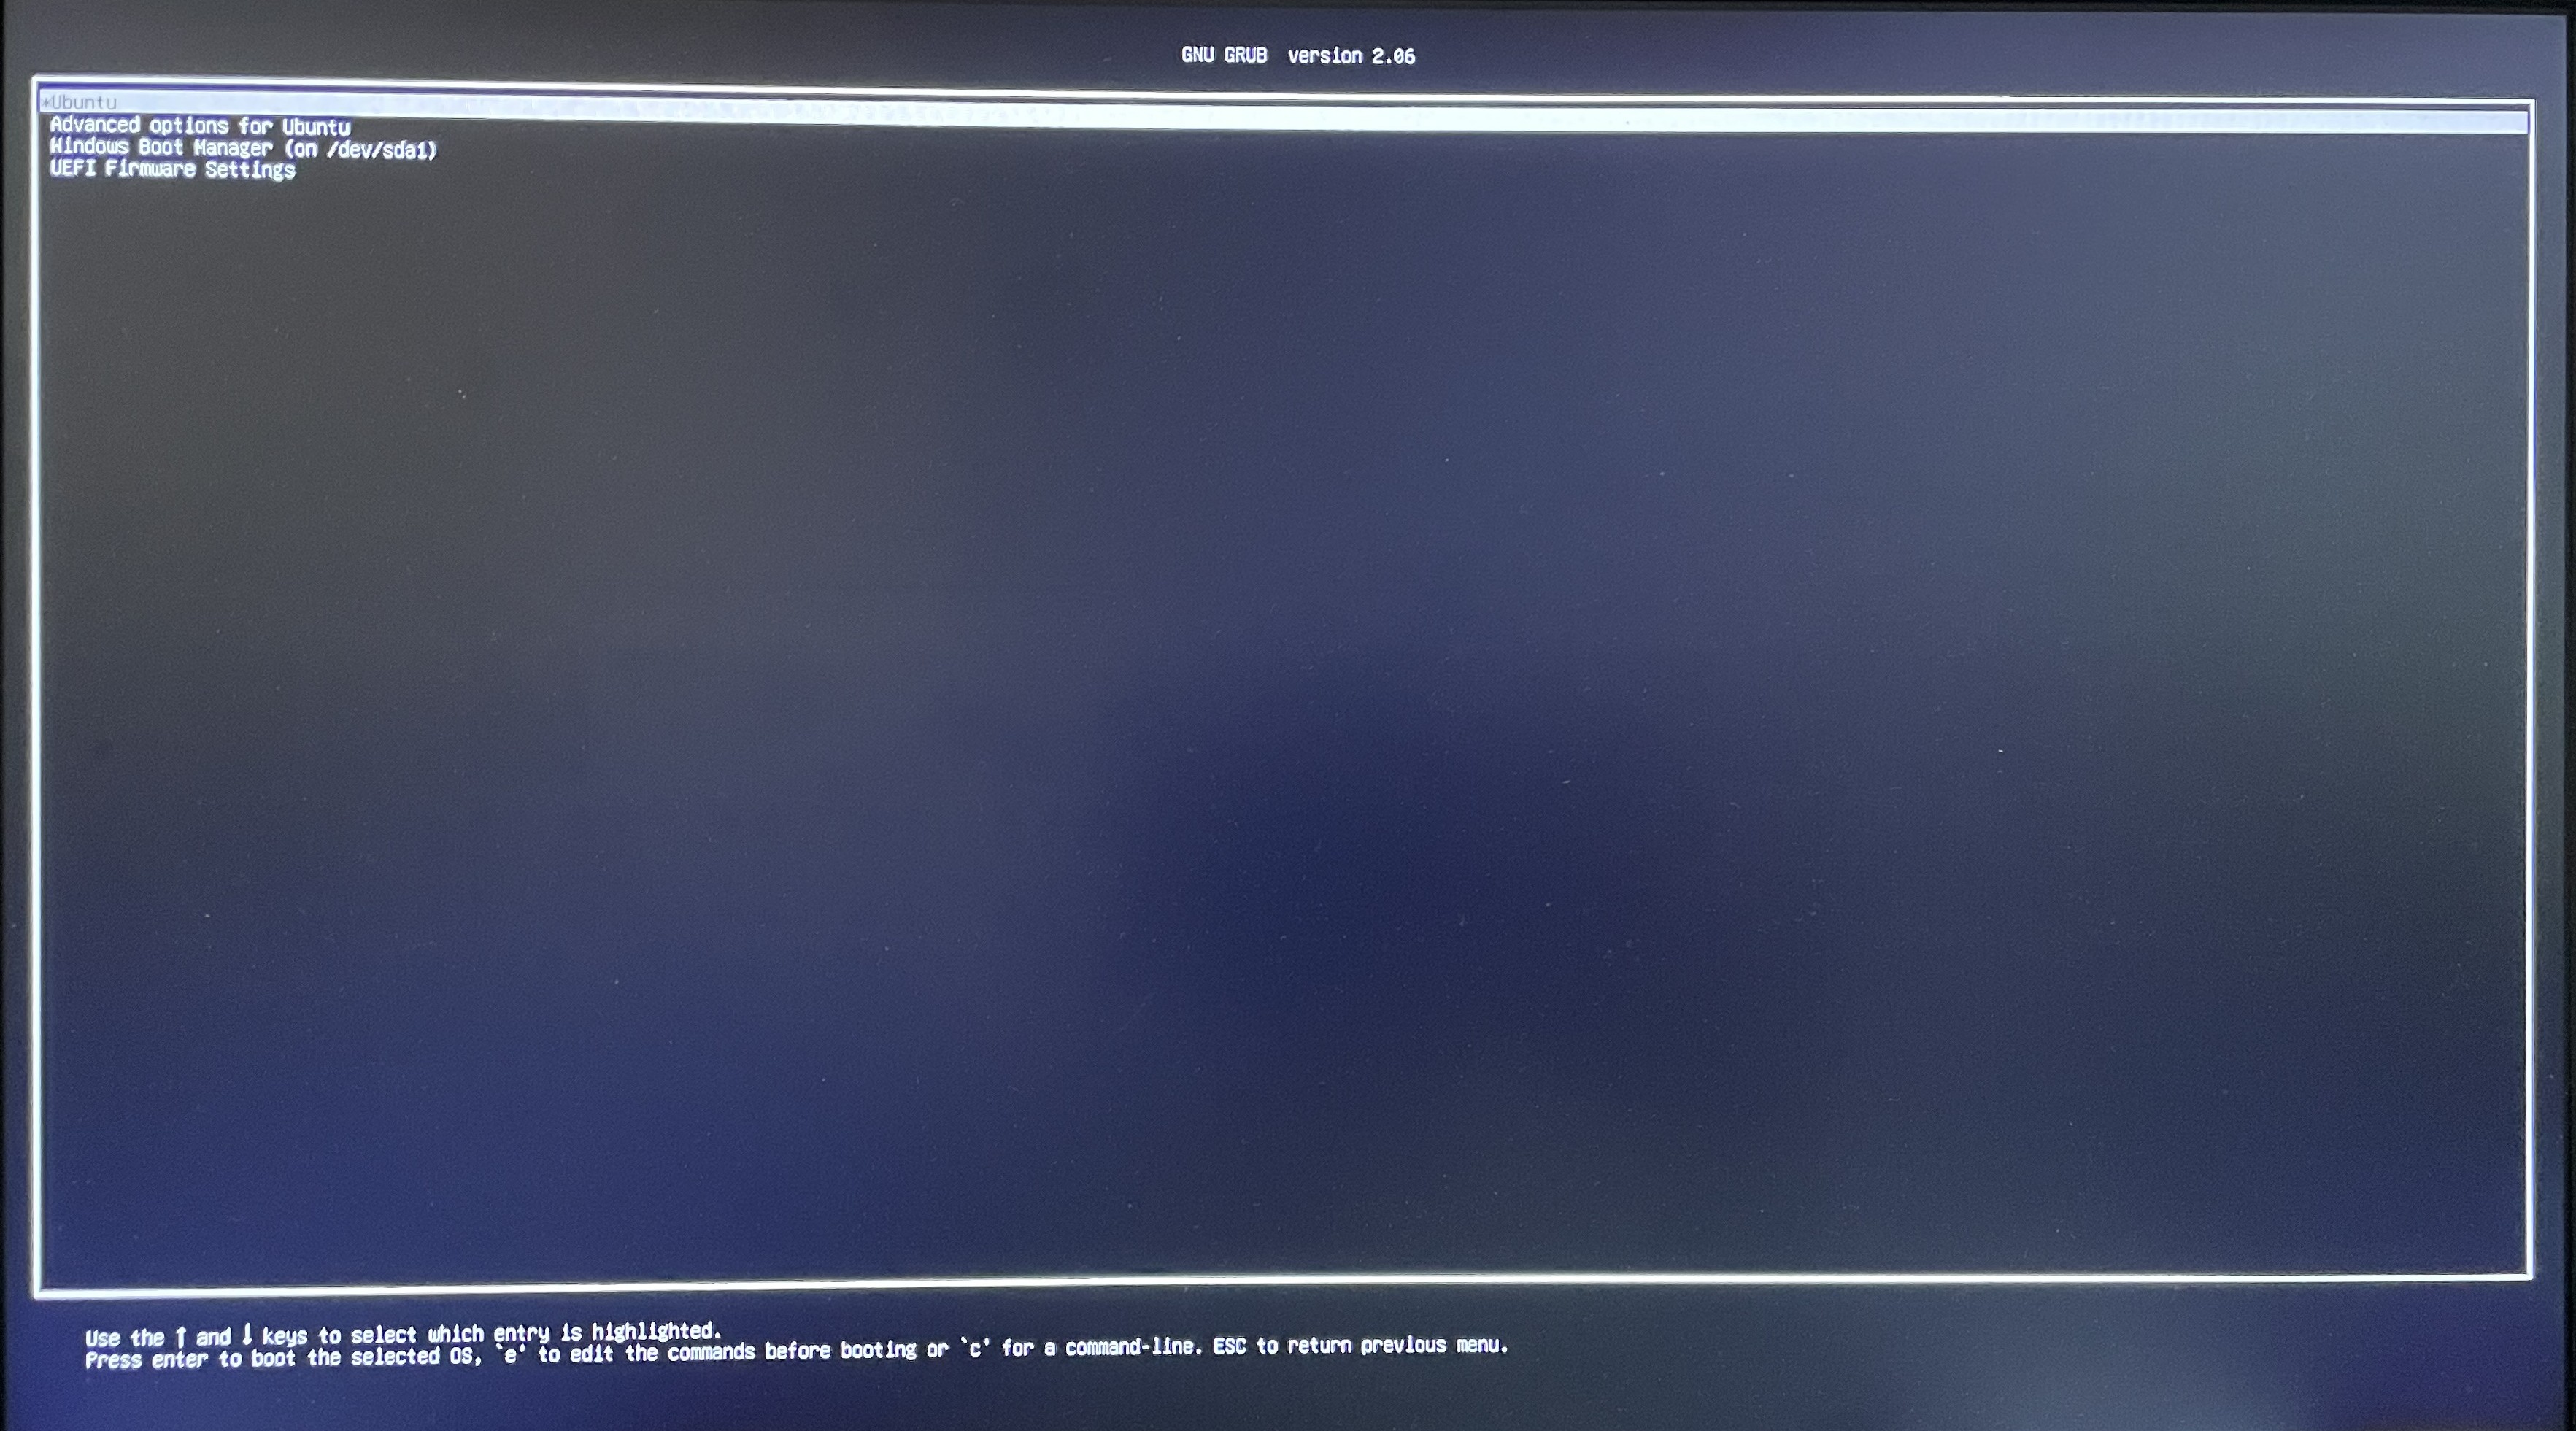 GNU GRUB  version 2.06
*Ubuntu
Advanced options for Ubuntu
Windows Boot Manager (on /dev/sda1)
UEFI Firmware Settings
Use the ↑ and ↓ keys to select which entry is highlighted.
Press enter to boot the selected OS, `e' to edit the commands before booting or `c' for a command-line. ESC to return previous menu.